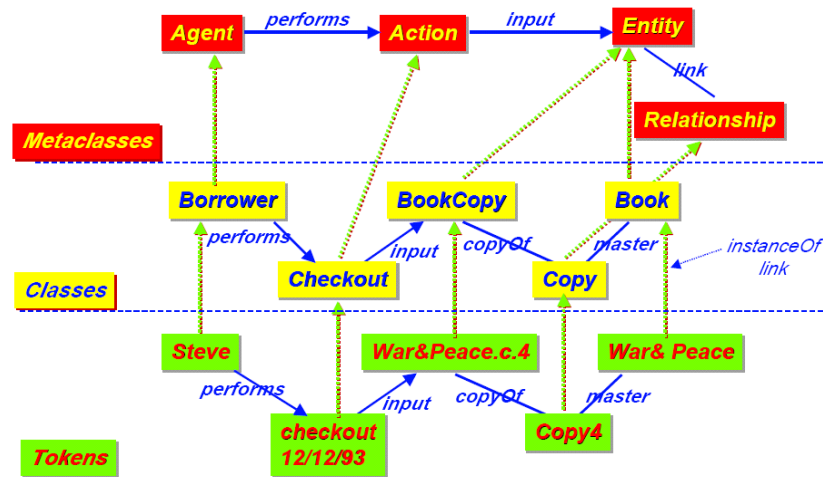 performs
input
Agent
Action
Entity
link
Relationship
Metaclasses
Borrower
BookCopy
Book
performs
input
copyOf
master
instanceOf
link
Checkout
Copy
Classes
Steve
War&Peace.c.4
War& Peace
performs
input
copyOf
master
checkout
12/12/93
Copy4
Tokens